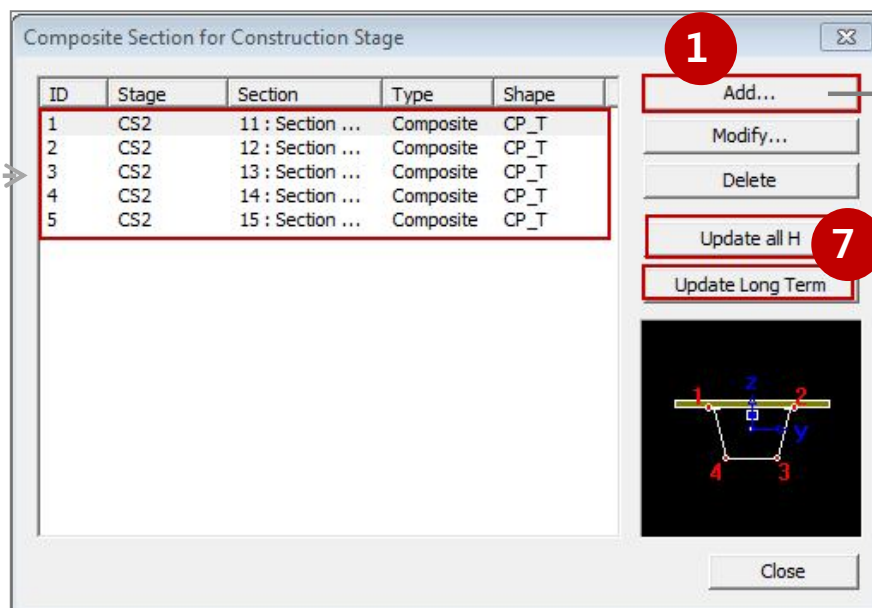 Composite Section for Construction Stage
1
ID Stage Section Type Shape
1 CS2 11 : Section ... Composite CP_T
2 CS2 12 : Section ... Composite CP_T
3 CS2 13 : Section ... Composite CP_T
4 CS2 14 : Section ... Composite CP_T
5 CS2 15 : Section ... Composite CP_T
Add...
Modify...
Delete
Update all H
7
Update Long Term
z
1 2
y
4 3
Close